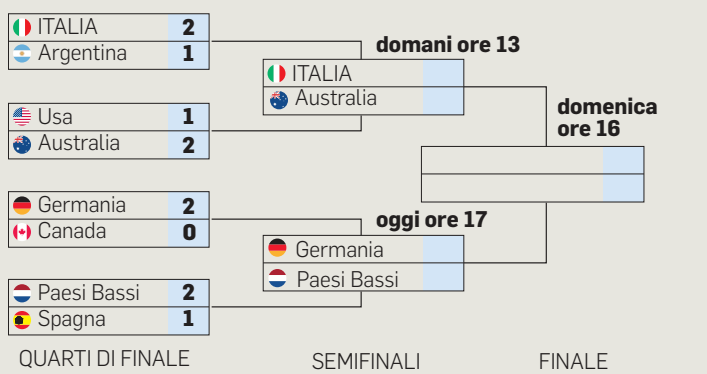 ITALIA 2
Argentina 1
Usa 1
Australia 2
Germania 2
Canada 0
Paesi Bassi 2
Spagna 1
QUARTI DI FINALE
domani ore 13
ITALIA
Australia
oggi ore 17
Germania
Paesi Bassi
SEMIFINALI
domenica
ore 16
FINALE